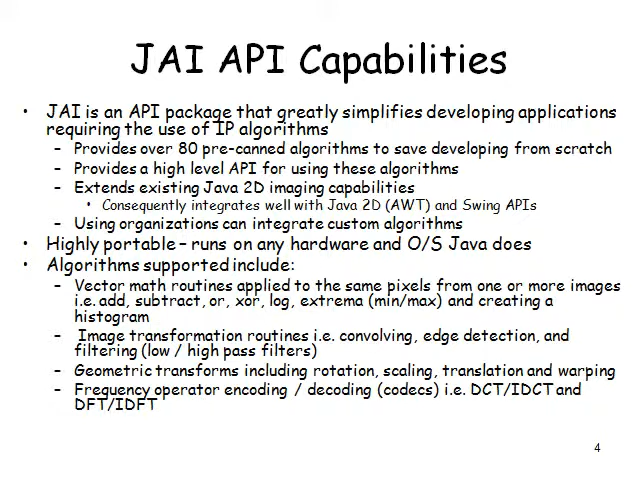 JAI API Capabilities
• JAI is an API package that greatly simplifies developing applications
requiring the use of IP algorithms
– Provides over 80 pre-canned algorithms to save developing from scratch
– Provides a high level API for using these algorithms
– Extends existing Java 2D imaging capabilities
• Consequently integrates well with Java 2D (AWT) and Swing APIs
– Using organizations can integrate custom algorithms
• Highly portable – runs on any hardware and O/S Java does
• Algorithms supported include:
– Vector math routines applied to the same pixels from one or more images
i.e. add, subtract, or, xor, log, extrema (min/max) and creating a
histogram
– Image transformation routines i.e. convolving, edge detection, and
filtering (low / high pass filters)
– Geometric transforms including rotation, scaling, translation and warping
– Frequency operator encoding / decoding (codecs) i.e. DCT/IDCT and
DFT/IDFT
4